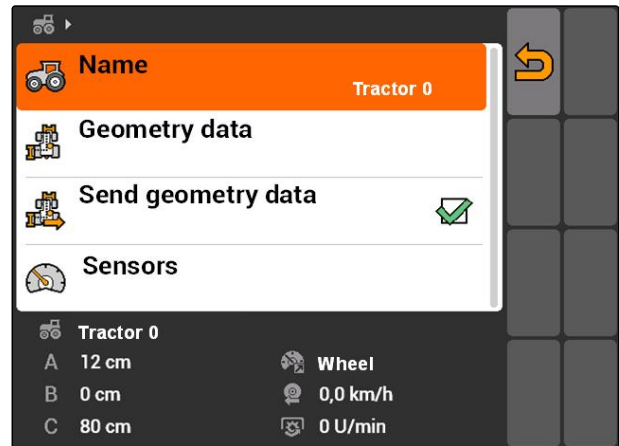 Name
Tractor 0
Geometry data
Send geometry data
Sensors
Tractor 0
A 12 cm Wheel
B 0 cm 0,0 km/h
C 80 cm 0 U/min